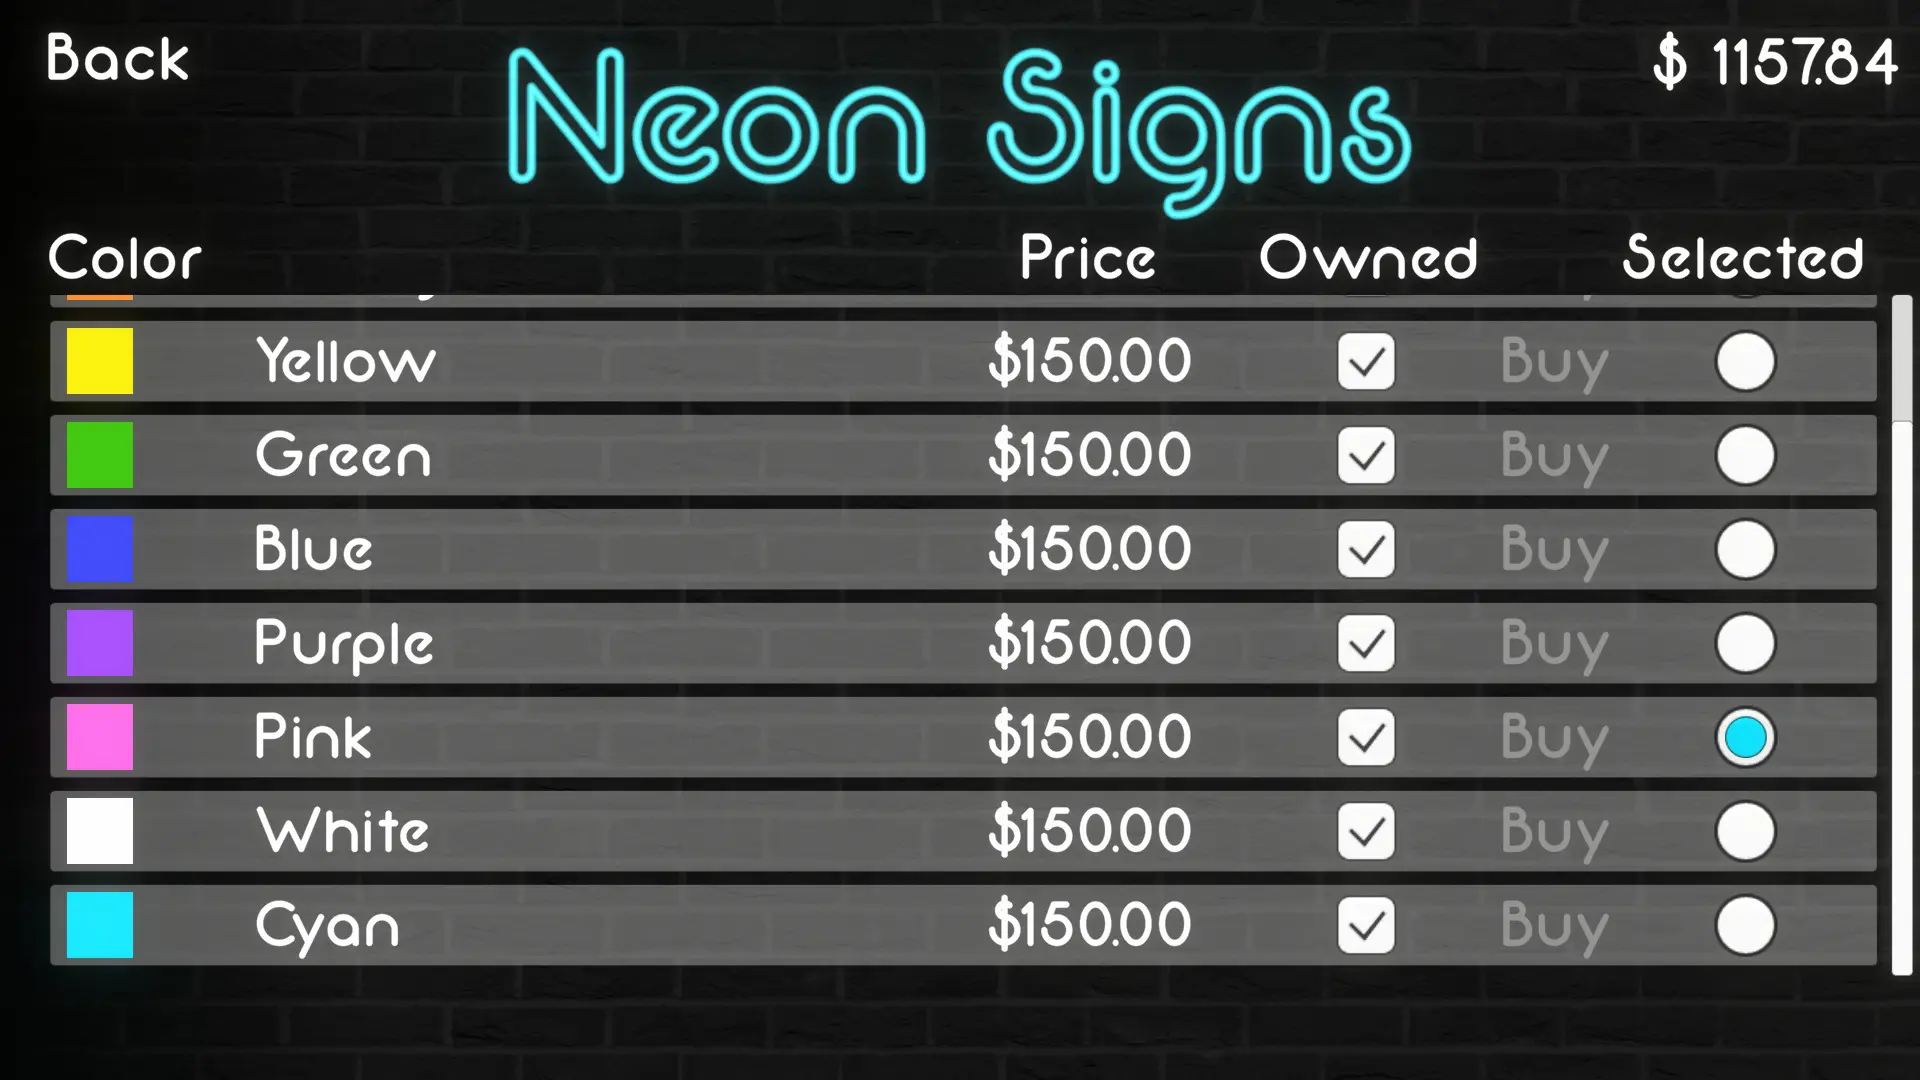 Back
Neon Signs
$ 1157.84
Color Price Owned Selected
Yellow $150.00 Buy
Green $150.00 Buy
Blue $150.00 Buy
Purple $150.00 Buy
Pink $150.00 Buy
White $150.00 Buy
Cyan $150.00 Buy